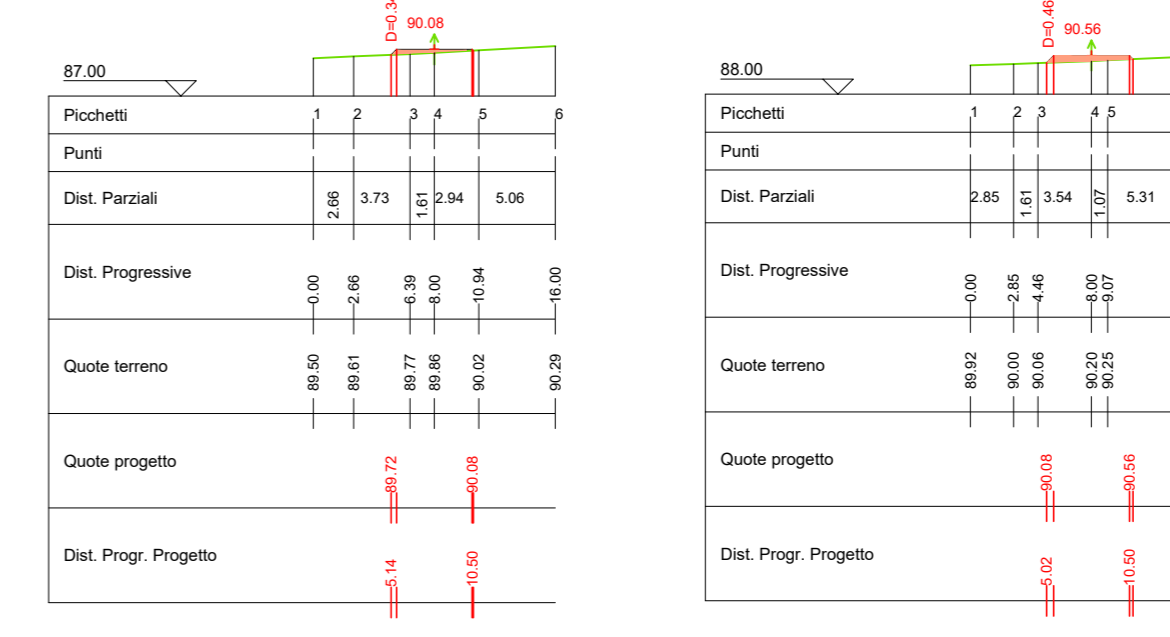 D=0.3
90.08
87.00
Picchetti 1 2 3 4 5 6
Punti
Dist. Parziali 2.66 3.73 1.61 2.94 5.06
Dist. Progressive 0.00 2.66 6.39 8.00 10.94 16.00
Quote terreno 89.50 89.61 89.77 89.86 90.02 90.29
Quote progetto 89.72 90.08
Dist. Progr. Progetto 5.14 10.50
D=0.46
90.56
88.00
Picchetti 1 2 3 4 5
Punti
Dist. Parziali 2.85 1.61 3.54 1.07 5.31
Dist. Progressive 0.00 2.85 4.46 8.00 9.07
Quote terreno 89.92 90.00 90.06 90.20 90.25
Quote progetto 90.08 90.56
Dist. Progr. Progetto 5.02 10.50